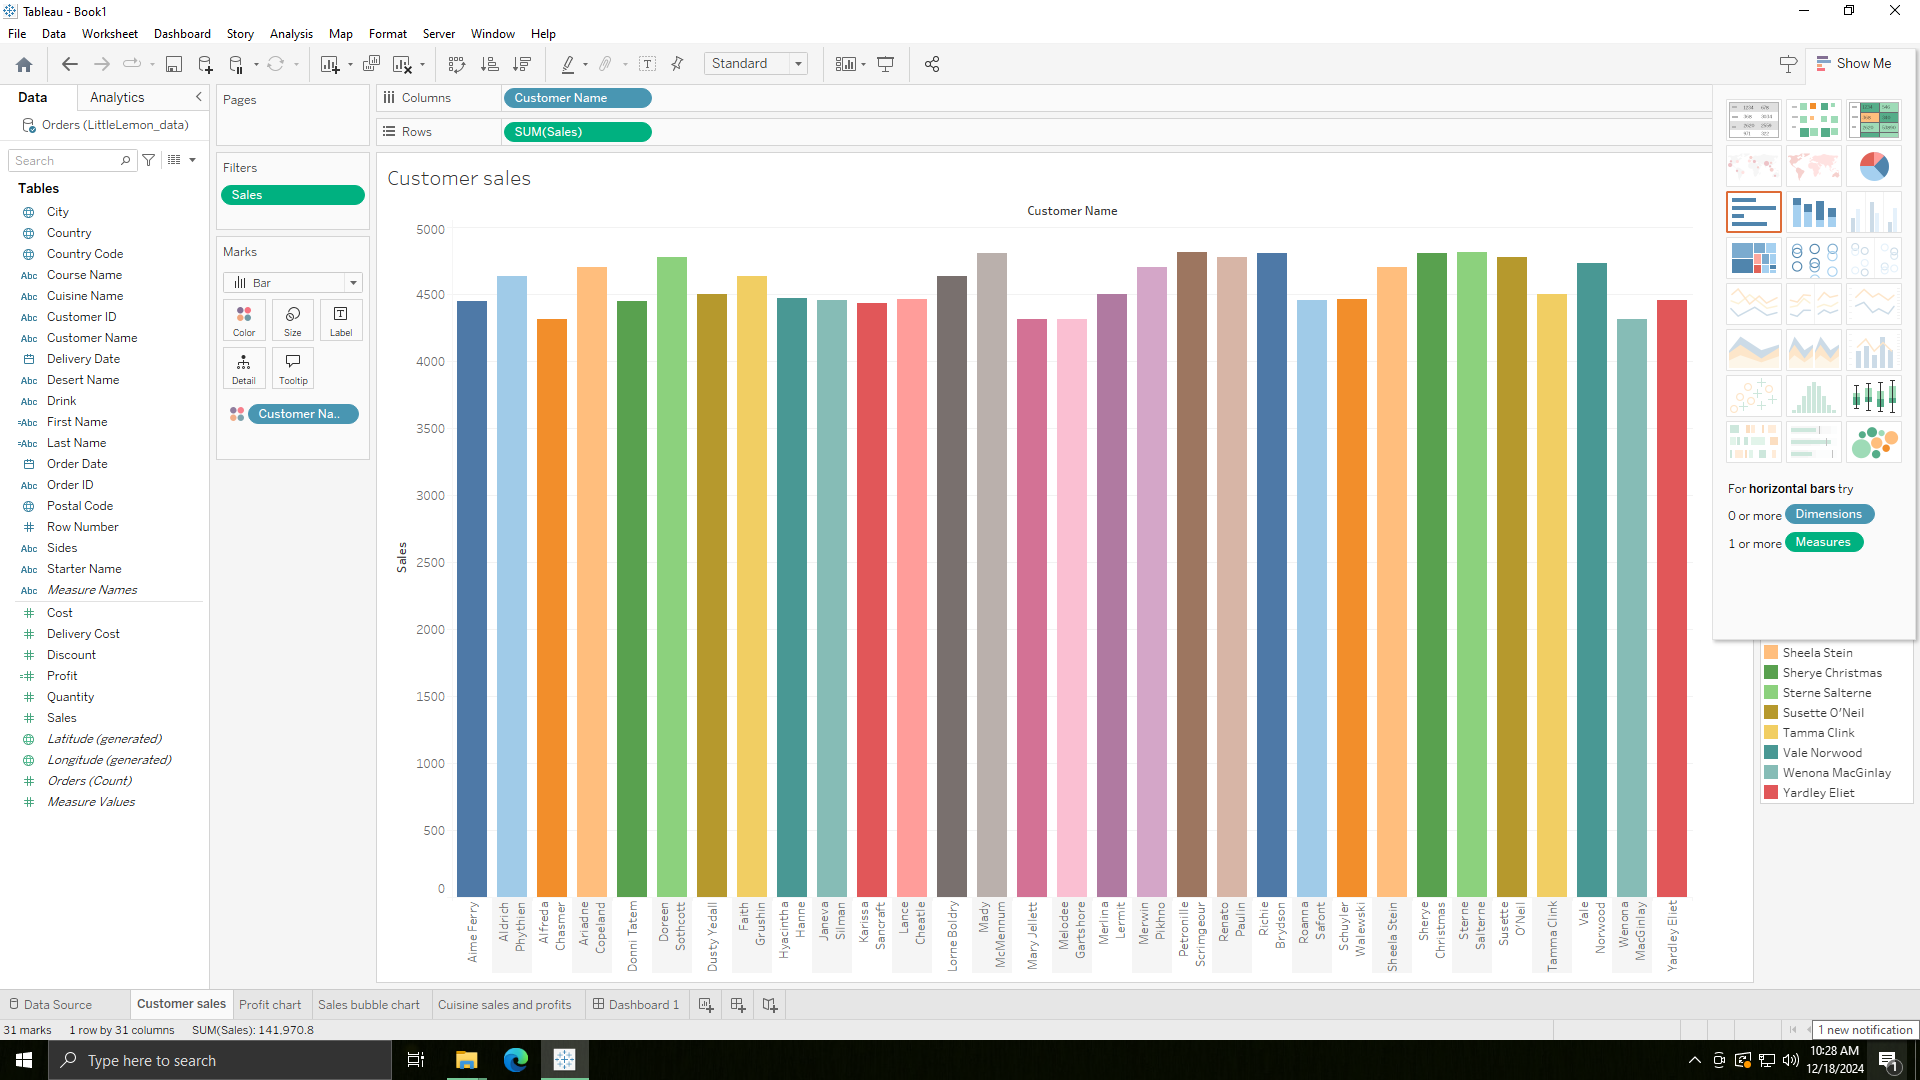 Tableau - Book1
File Data Worksheet Dashboard Story Analysis Map Format Server Window Help
Standard
Show Me
Data Analytics
Orders (LittleLemon_data)
Search
Tables
City
Country
Country Code
Course Name
Cuisine Name
Customer ID
Customer Name
Delivery Date
Desert Name
Drink
First Name
Last Name
Order Date
Order ID
Postal Code
Row Number
Sides
Starter Name
Measure Names
Cost
Delivery Cost
Discount
Profit
Quantity
Sales
Latitude (generated)
Longitude (generated)
Orders (Count)
Measure Values
Pages
Filters
Sales
Marks
Bar
Color Size Label
Detail Tooltip
Customer Na..
Columns Customer Name
Rows SUM(Sales)
Customer sales
Customer Name
Sales
5000
4500
4000
3500
3000
2500
2000
1500
1000
500
0
Aime Ferry
Aldrich Phythien
Alfreda Chasmer
Ariadne Copeland
Donni Tatem
Doreen Sothcott
Dusty Yedall
Faith Grushin
Hyacintha Hanne
Janeva Silman
Karissa Sancraft
Lance Cheatle
Lorne Boldry
Mady McMennum
Mary Jellett
Melodee Gartshore
Merlina Lermit
Merwin Pikhno
Petronille Scrimgeour
Renato Paulin
Richie Brydson
Roanna Safont
Schuyler Walewski
Sheela Stein
Sherye Christmas
Sterne Salterne
Susette O'Neil
Tamma Clink
Vale Norwood
Wenona MacGinlay
Yardley Eliet
For horizontal bars try
0 or more Dimensions
1 or more Measures
Sheela Stein
Sherye Christmas
Sterne Salterne
Susette O'Neil
Tamma Clink
Vale Norwood
Wenona MacGinlay
Yardley Eliet
Data Source Customer sales Profit chart Sales bubble chart Cuisine sales and profits Dashboard 1
31 marks 1 row by 31 columns SUM(Sales): 141,970.8
1 new notification
Type here to search
10:28 AM
12/18/2024
1